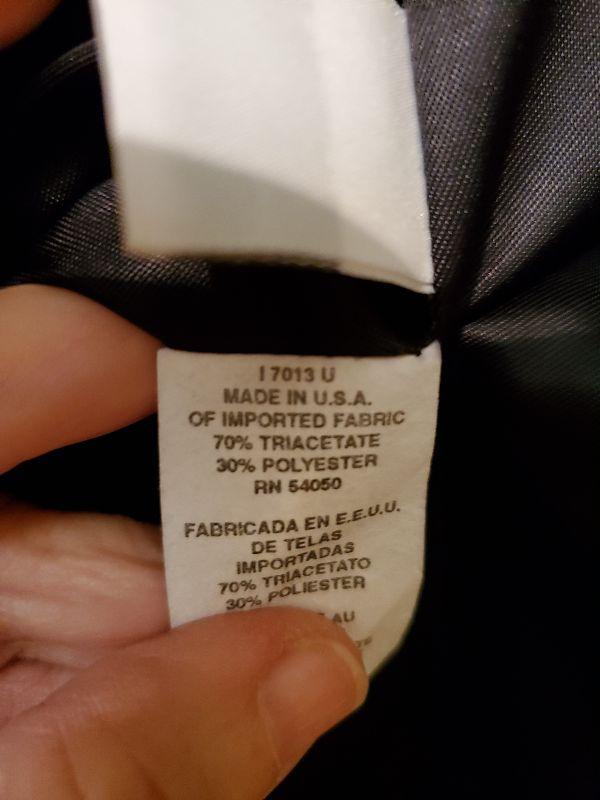 I 7013 U
MADE IN U.S.A.
OF IMPORTED FABRIC
70% TRIACETATE
30% POLYESTER
RN 54050
FABRICADA EN E.E.U.U.
DE TELAS
IMPORTADAS
70% TRIACETATO
30% POLIESTER
AU